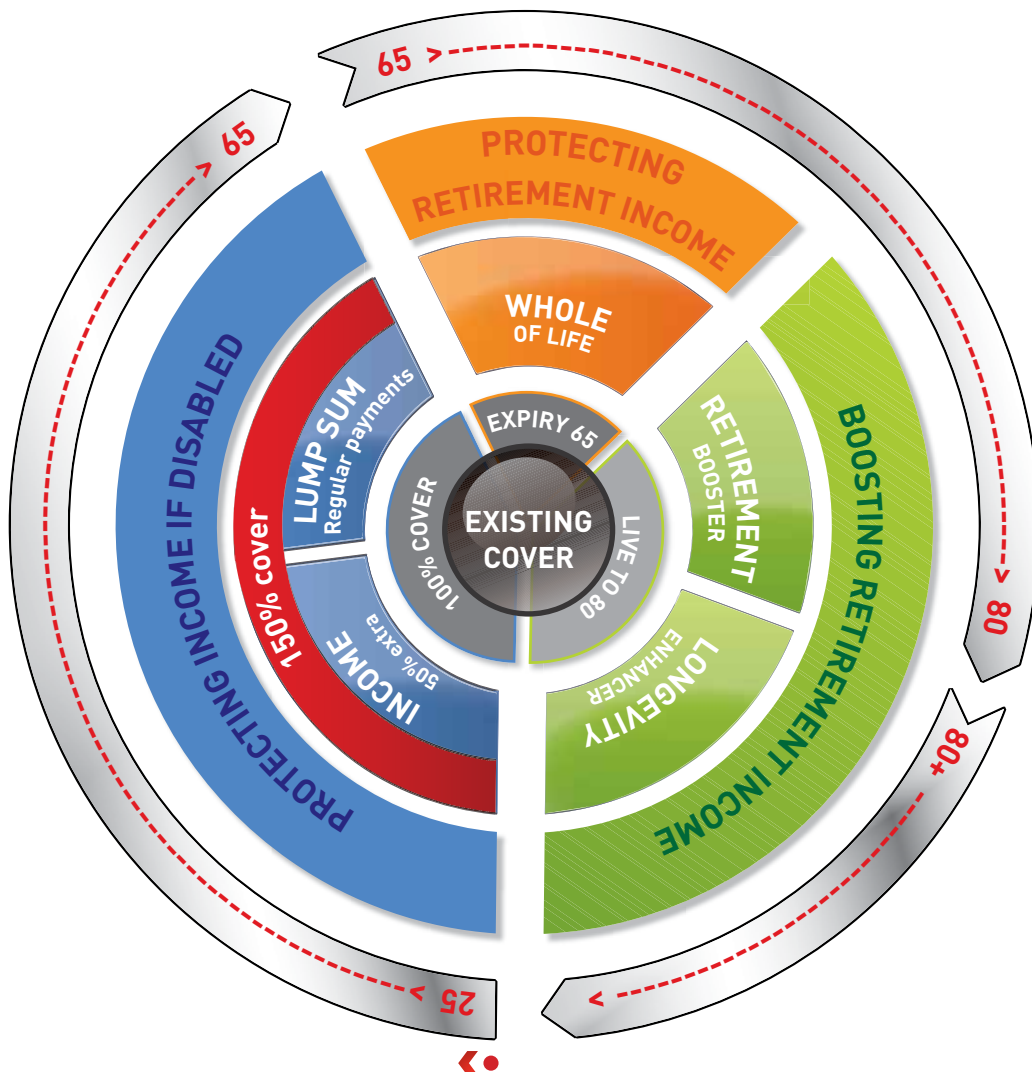 65 >
> 80
80+
>
25 >
> 65
PROTECTING
RETIREMENT INCOME
WHOLE
OF LIFE
EXPIRY 65
BOOSTING RETIREMENT INCOME
RETIREMENT
BOOSTER
LONGEVITY
ENHANCER
LIVE TO 80
PROTECTING INCOME IF DISABLED
150% cover
LUMP SUM
Regular payments
INCOME
50% extra
100% COVER
EXISTING
COVER